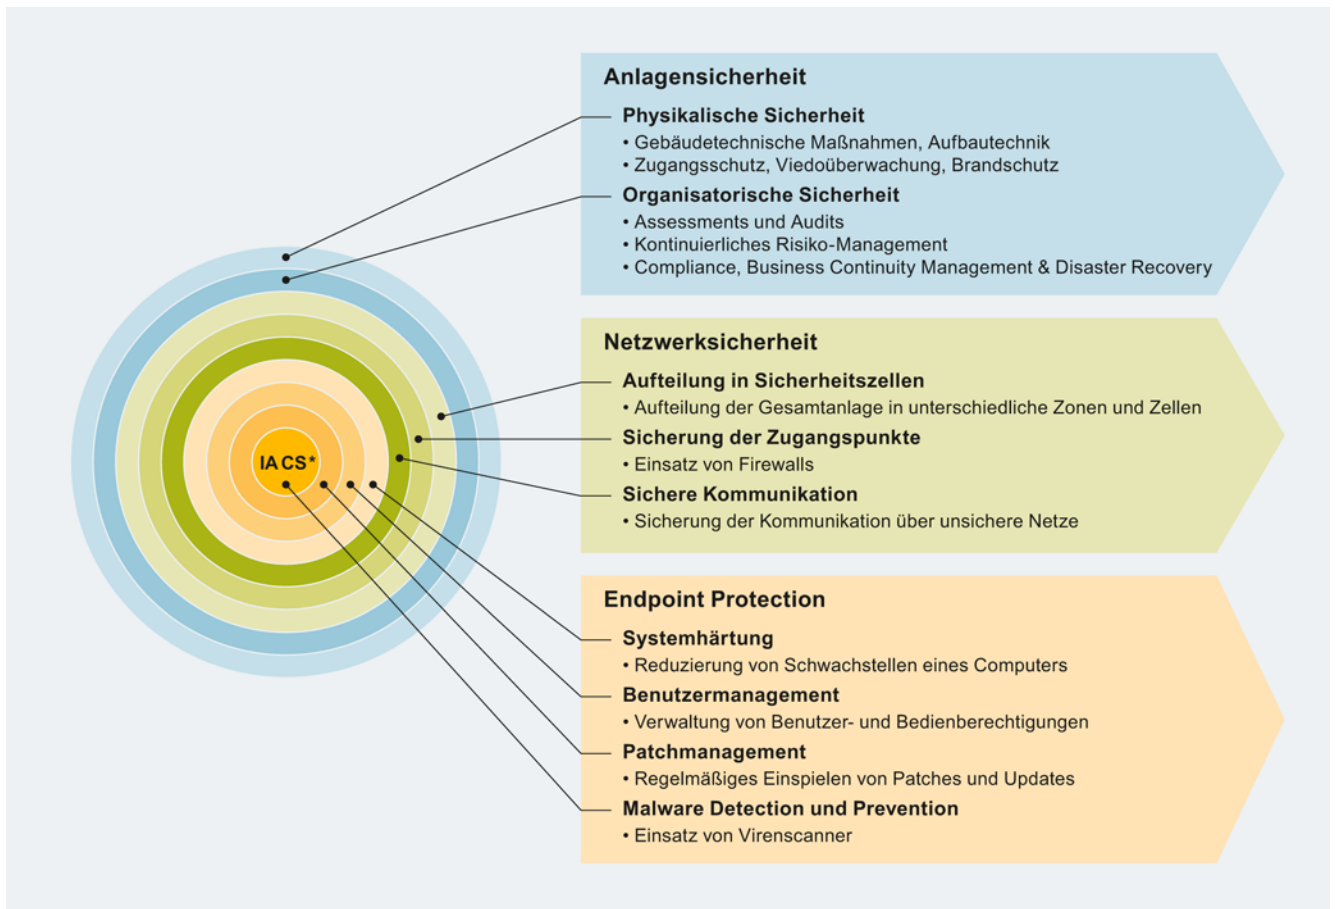 Anlagensicherheit
Physikalische Sicherheit
• Gebäudetechnische Maßnahmen, Aufbautechnik
• Zugangsschutz, Viedoüberwachung, Brandschutz
Organisatorische Sicherheit
• Assessments und Audits
• Kontinuierliches Risiko-Management
• Compliance, Business Continuity Management & Disaster Recovery
Netzwerksicherheit
Aufteilung in Sicherheitszellen
• Aufteilung der Gesamtanlage in unterschiedliche Zonen und Zellen
Sicherung der Zugangspunkte
• Einsatz von Firewalls
Sichere Kommunikation
• Sicherung der Kommunikation über unsichere Netze
IACS*
Endpoint Protection
Systemhärtung
• Reduzierung von Schwachstellen eines Computers
Benutzermanagement
• Verwaltung von Benutzer- und Bedienberechtigungen
Patchmanagement
• Regelmäßiges Einspielen von Patches und Updates
Malware Detection und Prevention
• Einsatz von Virenscanner